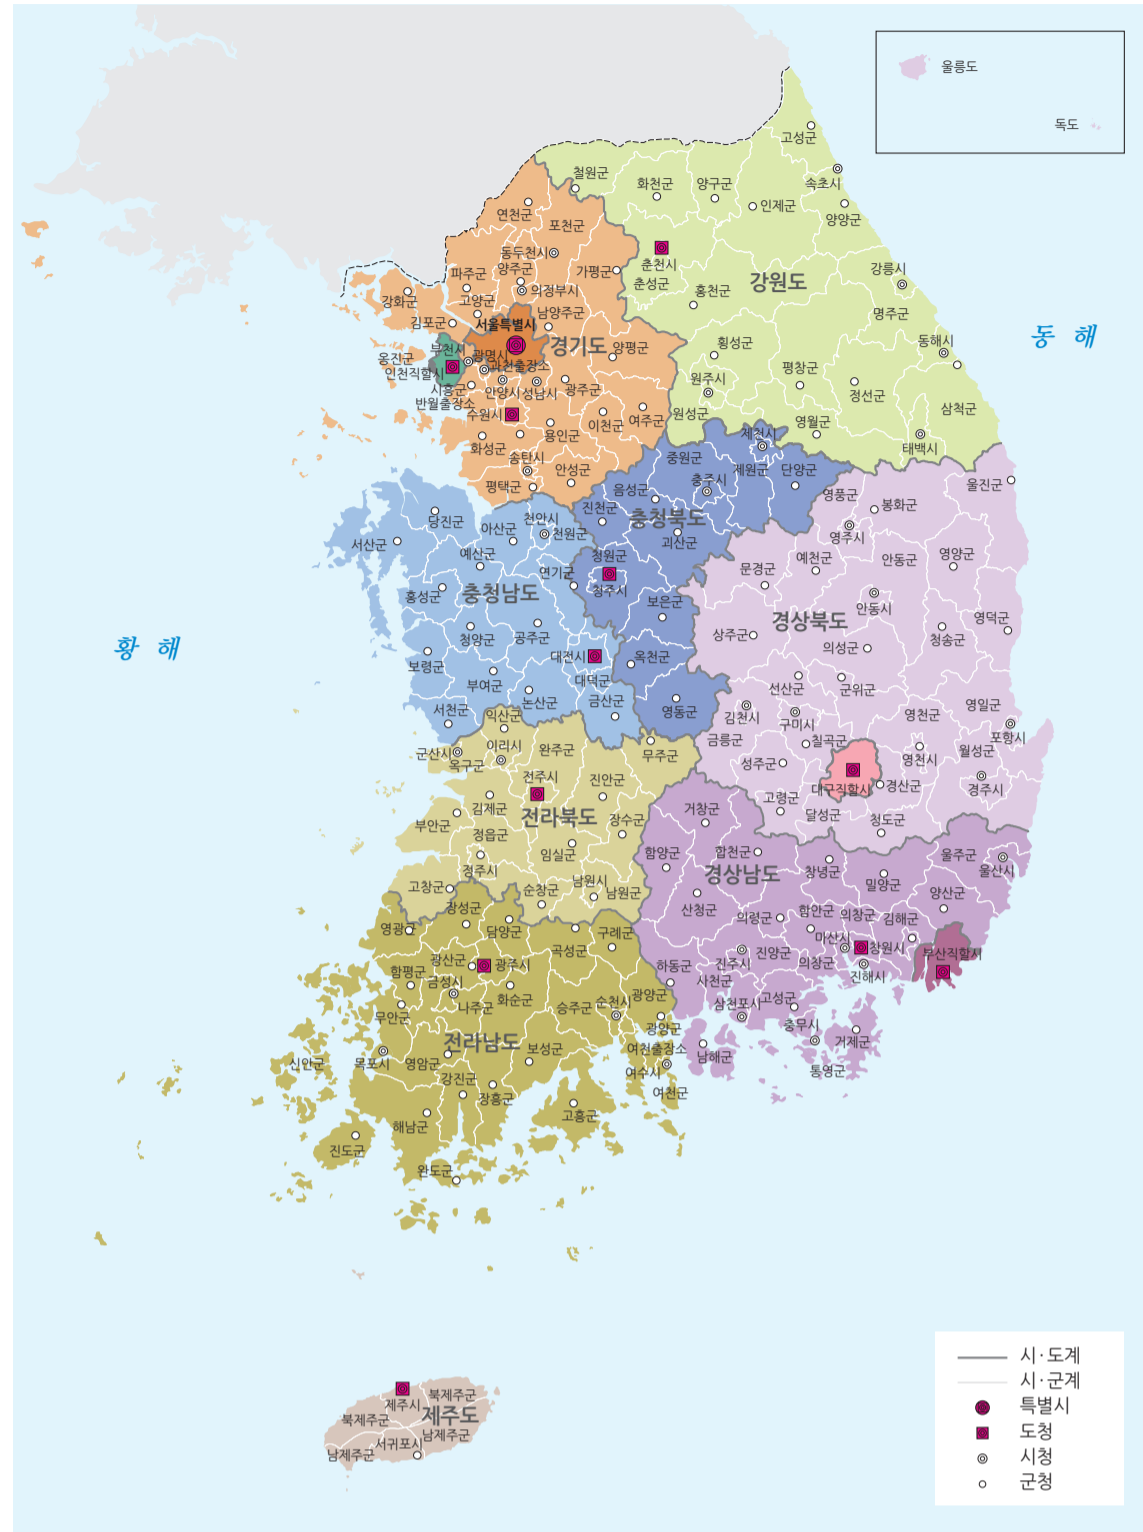 울릉도
독도
고성군
철원군
화천군
양구군
속초시
인제군
양양군
연천군
포천군
동두천시
춘천시
강릉시
양주군
가평군
파주군
춘성군
강원도
홍천군
의정부시
강화군
고양군
명주군
남양주군
김포군
서울특별시
동해
동해시
부천시
경기도
횡성군
양평군
옹진군
광명시
인천직할시
과천출장소
평창군
원주시
시흥군
안양시
성남시
광주군
정선군
반월출장소
수원시
원성군
삼척군
이천군
여주군
영월군
용인군
제천시
태백시
화성군
송탄시
중원군
안성군
제원군
단양군
충주시
울진군
평택군
음성군
영풍군
진천군
봉화군
당진군
천안시
충청북도
아산군
천원군
영주시
서산군
괴산군
예산군
청원군
예천군
안동군
영양군
연기군
문경군
홍성군
충청남도
청주시
보은군
안동시
경상북도
영덕군
청양군
공주군
상주군
청송군
의성군
황해
대전시
옥천군
보령군
대덕군
부여군
선산군
군위군
논산군
금산군
서천군
영동군
익산군
김천시
구미시
영천군
영일군
이리시
완주군
금릉군
칠곡군
포항시
군산시
무주군
월성군
옥구군
영천시
전주시
진안군
성주군
경산군
대구직할시
경주시
김제군
고령군
거창군
부안군
전라북도
장수군
달성군
청도군
정읍군
임실군
함양군
합천군
울주군
정주시
경상남도
창녕군
울산시
남원시
밀양군
고창군
순창군
남원군
양산군
장성군
산청군
의령군
함안군
의창군
김해군
영광군
담양군
구례군
마산시
창원시
곡성군
부산직할시
광산군
광주시
진양군
함평군
하동군
진주시
의창군
진해시
금성시
사천군
나주군
화순군
광양군
승주군
순천시
삼천포시
고성군
무안군
광양군
충무시
전라남도
거제군
보성군
여천출장소
신안군
목포시
영암군
남해군
여수시
통영군
강진군
장흥군
여천군
고흥군
해남군
진도군
완도군
북제주군
제주시
제주도
북제주군
남제주군
서귀포시
남제주군
시·도계
시·군계
특별시
도청
시청
군청